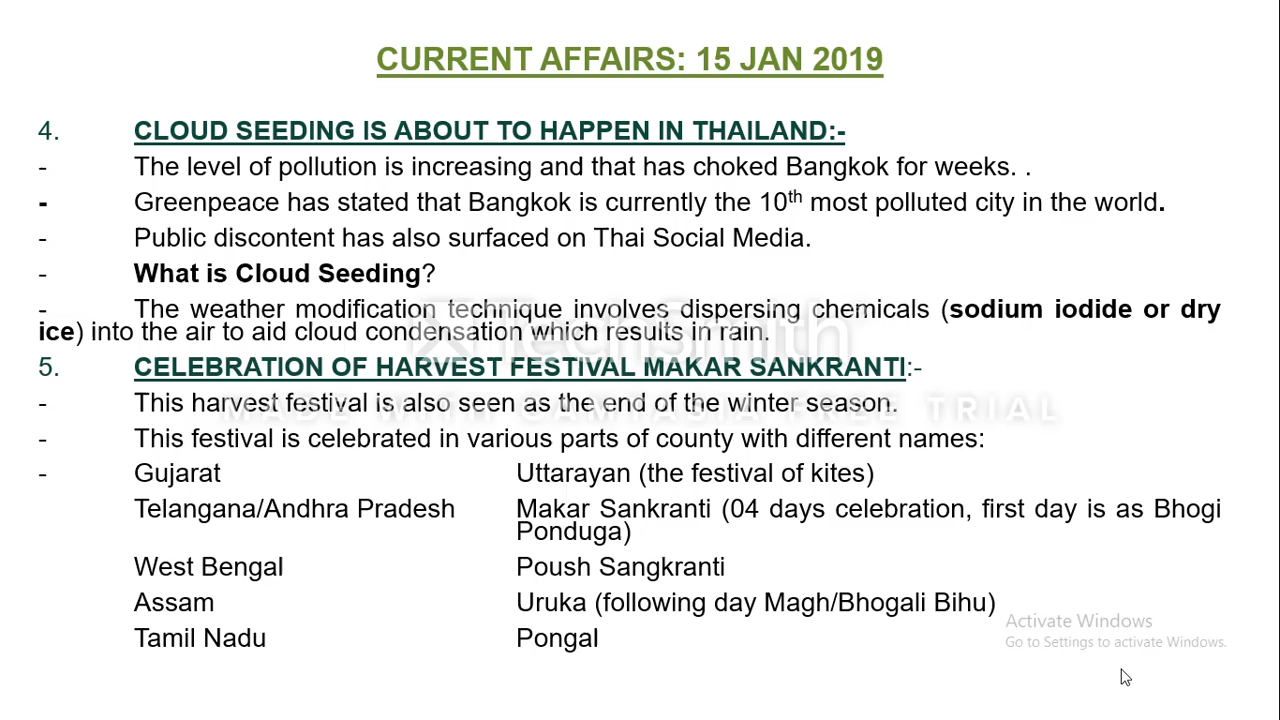 CURRENT AFFAIRS: 15 JAN 2019
4. CLOUD SEEDING IS ABOUT TO HAPPEN IN THAILAND:-
- The level of pollution is increasing and that has choked Bangkok for weeks. .
- Greenpeace has stated that Bangkok is currently the 10th most polluted city in the world.
- Public discontent has also surfaced on Thai Social Media.
- What is Cloud Seeding?
- The weather modification technique involves dispersing chemicals (sodium iodide or dry
ice) into the air to aid cloud condensation which results in rain.
TechSmith
5. CELEBRATION OF HARVEST FESTIVAL MAKAR SANKRANTI:-
- This harvest festival is also seen as the end of the winter season.
MADE WITH CAMTASIA FREE TRIAL
- This festival is celebrated in various parts of county with different names:
- Gujarat Uttarayan (the festival of kites)
Telangana/Andhra Pradesh Makar Sankranti (04 days celebration, first day is as Bhogi
Ponduga)
West Bengal Poush Sangkranti
Assam Uruka (following day Magh/Bhogali Bihu)
Activate Windows
Tamil Nadu Pongal
Go to Settings to activate Windows.